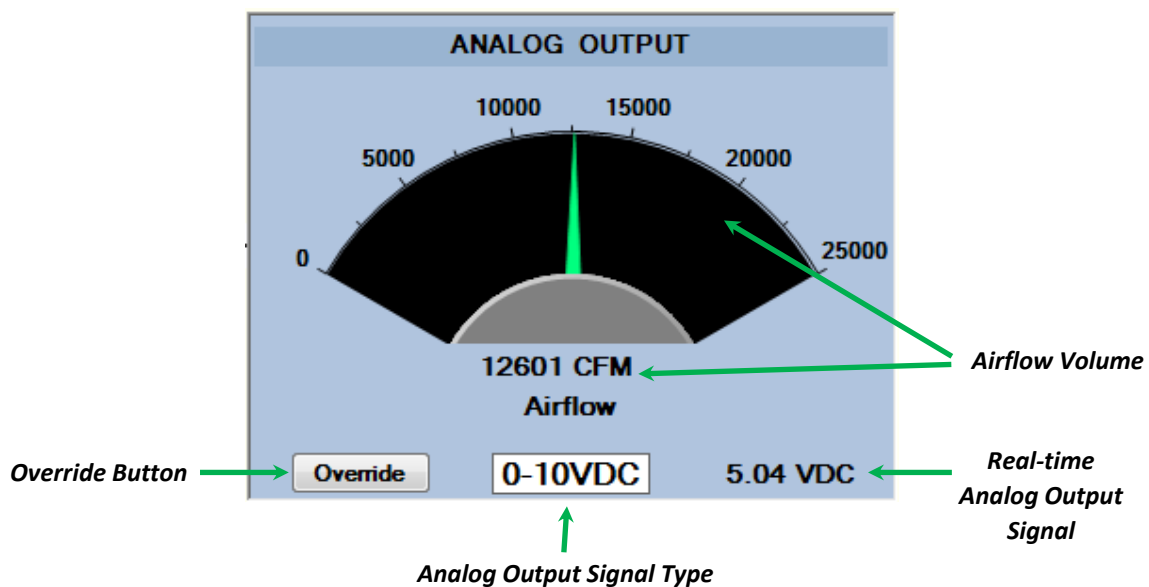 ANALOG OUTPUT
10000
15000
5000
20000
0
25000
12601 CFM
Airflow
Airflow Volume
Override Button
Override
0-10VDC
5.04 VDC
Real-time
Analog Output
Signal
Analog Output Signal Type